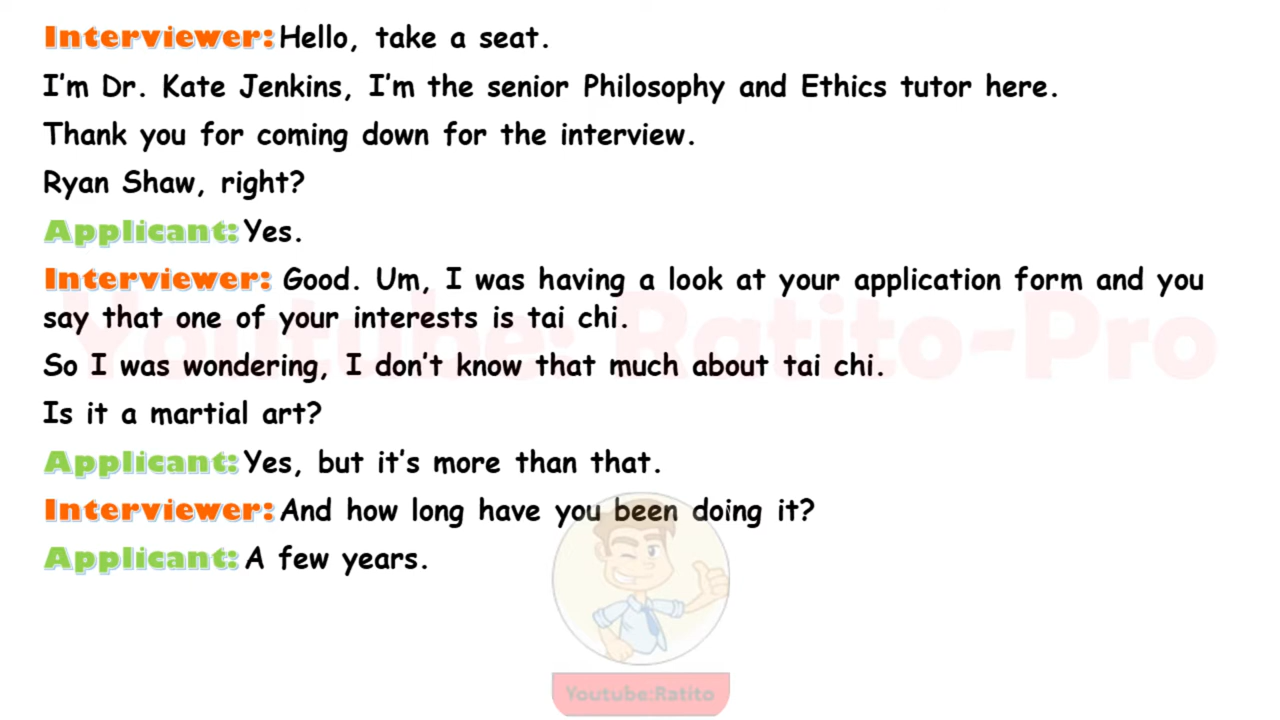 Interviewer: Hello, take a seat.
I'm Dr. Kate Jenkins, I'm the senior Philosophy and Ethics tutor here.
Thank you for coming down for the interview.
Ryan Shaw, right?
Applicant: Yes.
Interviewer: Good. Um, I was having a look at your application form and you
say that one of your interests is tai chi.
Youtube: Ratito-Pro
So I was wondering, I don't know that much about tai chi.
Is it a martial art?
Applicant: Yes, but it's more than that.
Interviewer: And how long have you been doing it?
Applicant: A few years.
Youtube:Ratito